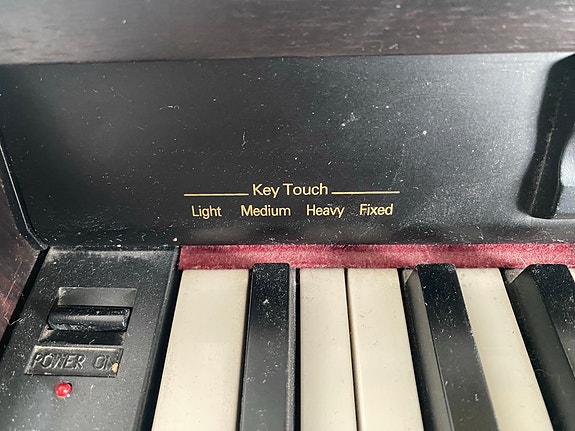 Key Touch
Light Medium Heavy Fixed
POWER ON